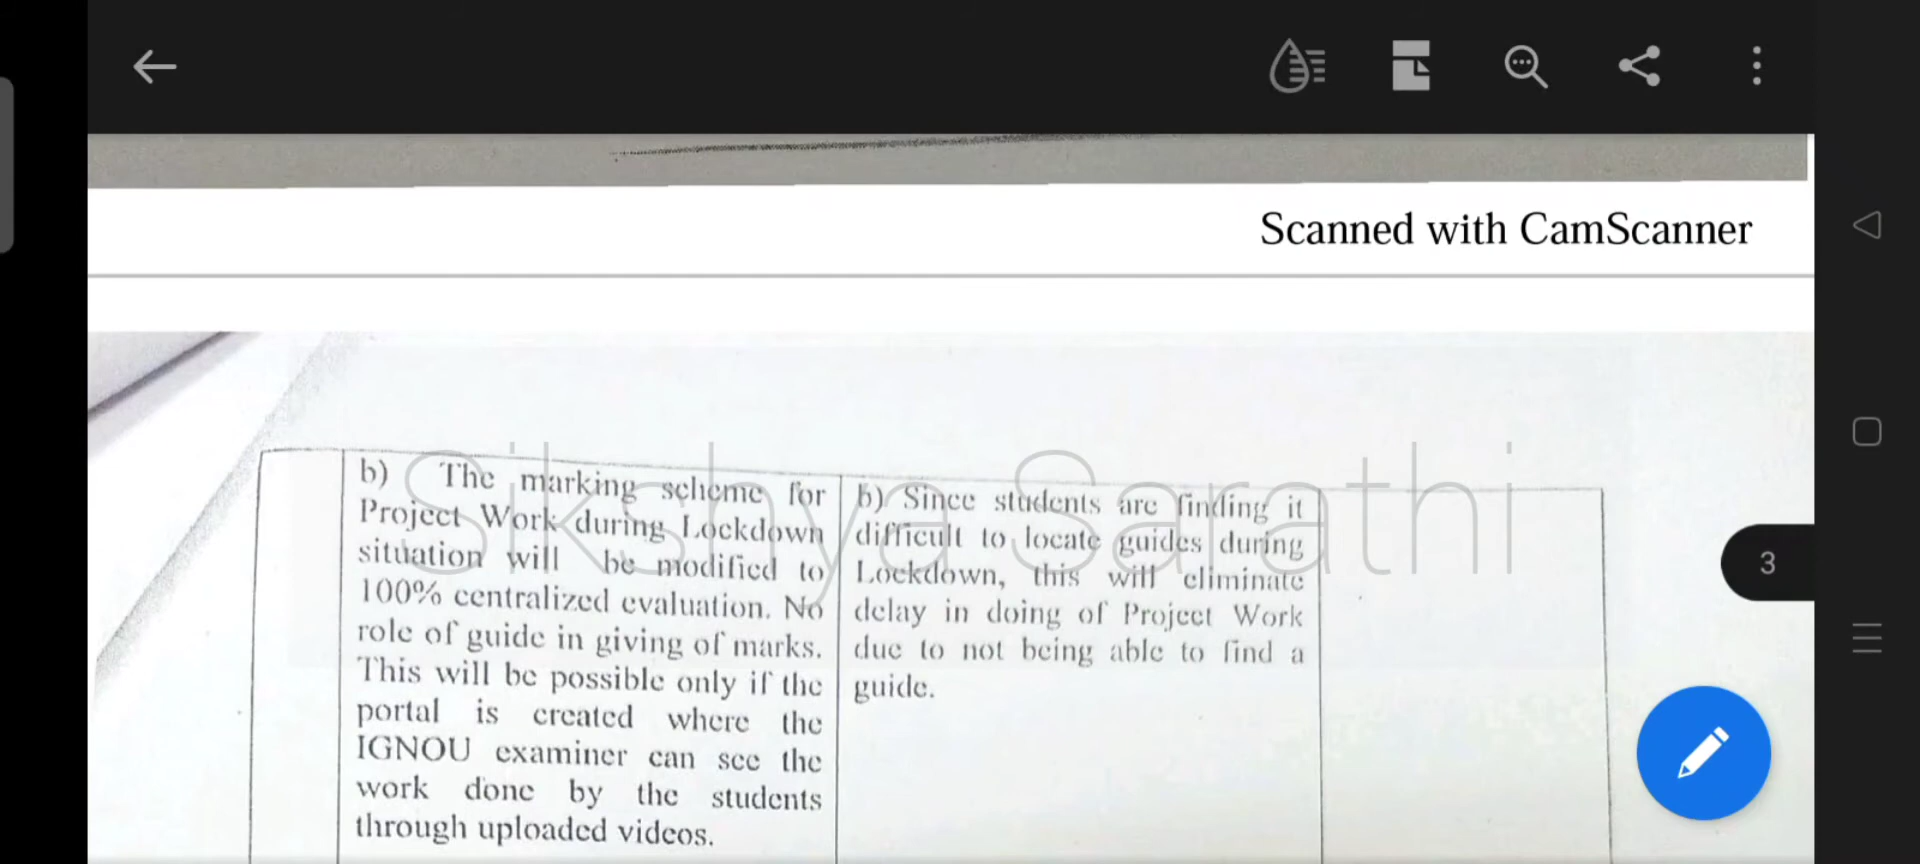 Scanned with CamScanner
Sikshya Sarathi
b) The marking scheme for
Project Work during Lockdown
situation will be modified to
100% centralized evaluation. No
role of guide in giving of marks.
This will be possible only if the
portal is created where the
IGNOU examiner can see the
work done by the students
through uploaded videos.
b) Since students are finding it
difficult to locate guides during
Lockdown, this will eliminate
delay in doing of Project Work
due to not being able to find a
guide.
3